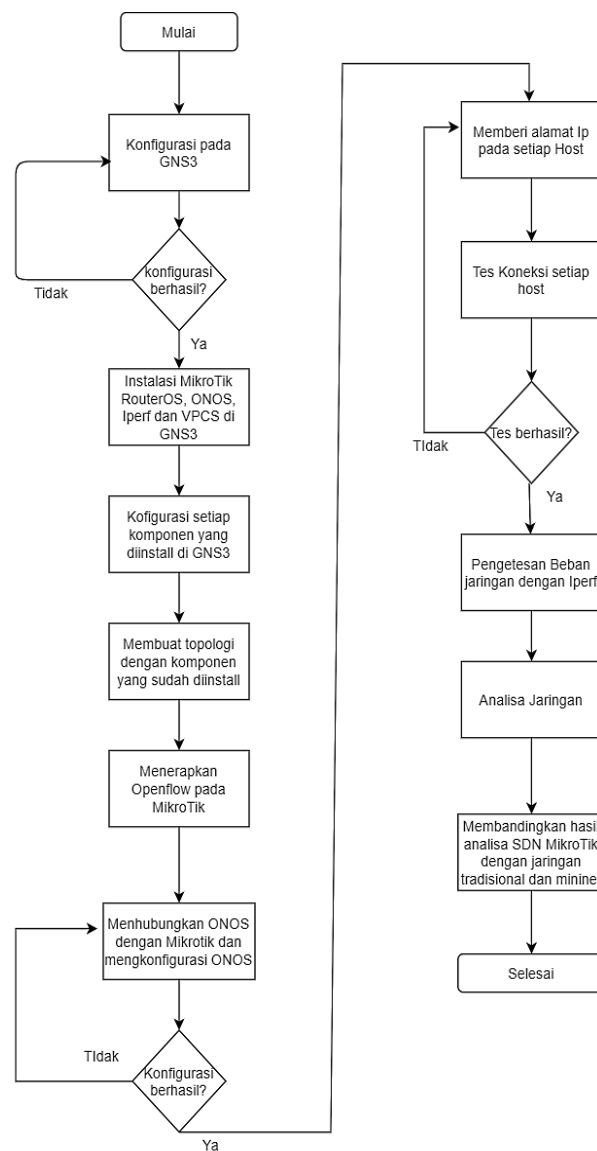 Mulai
Konfigurasi pada
GNS3
konfigurasi
berhasil?
Tidak
Ya
Instalasi MikroTik
RouterOS, ONOS,
Iperf dan VPCS di
GNS3
Kofigurasi setiap
komponen yang
diinstall di GNS3
Membuat topologi
dengan komponen
yang sudah diinstall
Menerapkan
Openflow pada
MikroTik
Menhubungkan ONOS
dengan Mikrotik dan
mengkonfigurasi ONOS
TIdak
Konfigurasi
berhasil?
Ya
Memberi alamat Ip
pada setiap Host
Tes Koneksi setiap
host
Tes berhasil?
TIdak
Ya
Pengetesan Beban
jaringan dengan Iperf
Analisa Jaringan
Membandingkan hasil
analisa SDN MikroTik
dengan jaringan
tradisional dan minine
Selesai